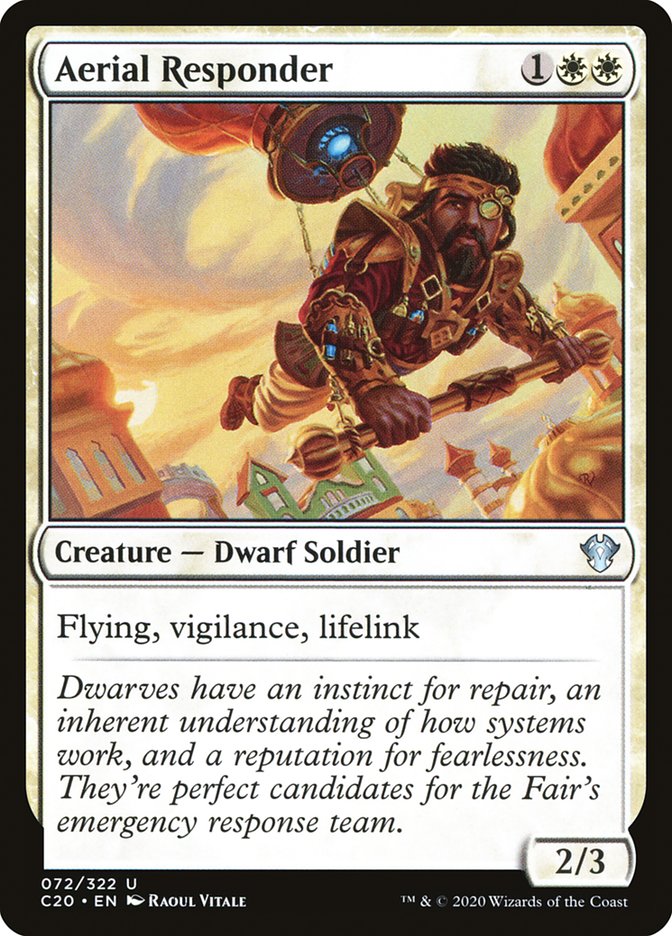 Aerial Responder 1
Creature — Dwarf Soldier
Flying, vigilance, lifelink
Dwarves have an instinct for repair, an
inherent understanding of how systems
work, and a reputation for fearlessness.
They're perfect candidates for the Fair's
emergency response team.
2/3
072/322 U
C20 • EN Raoul Vitale
™ & © 2020 Wizards of the Coast